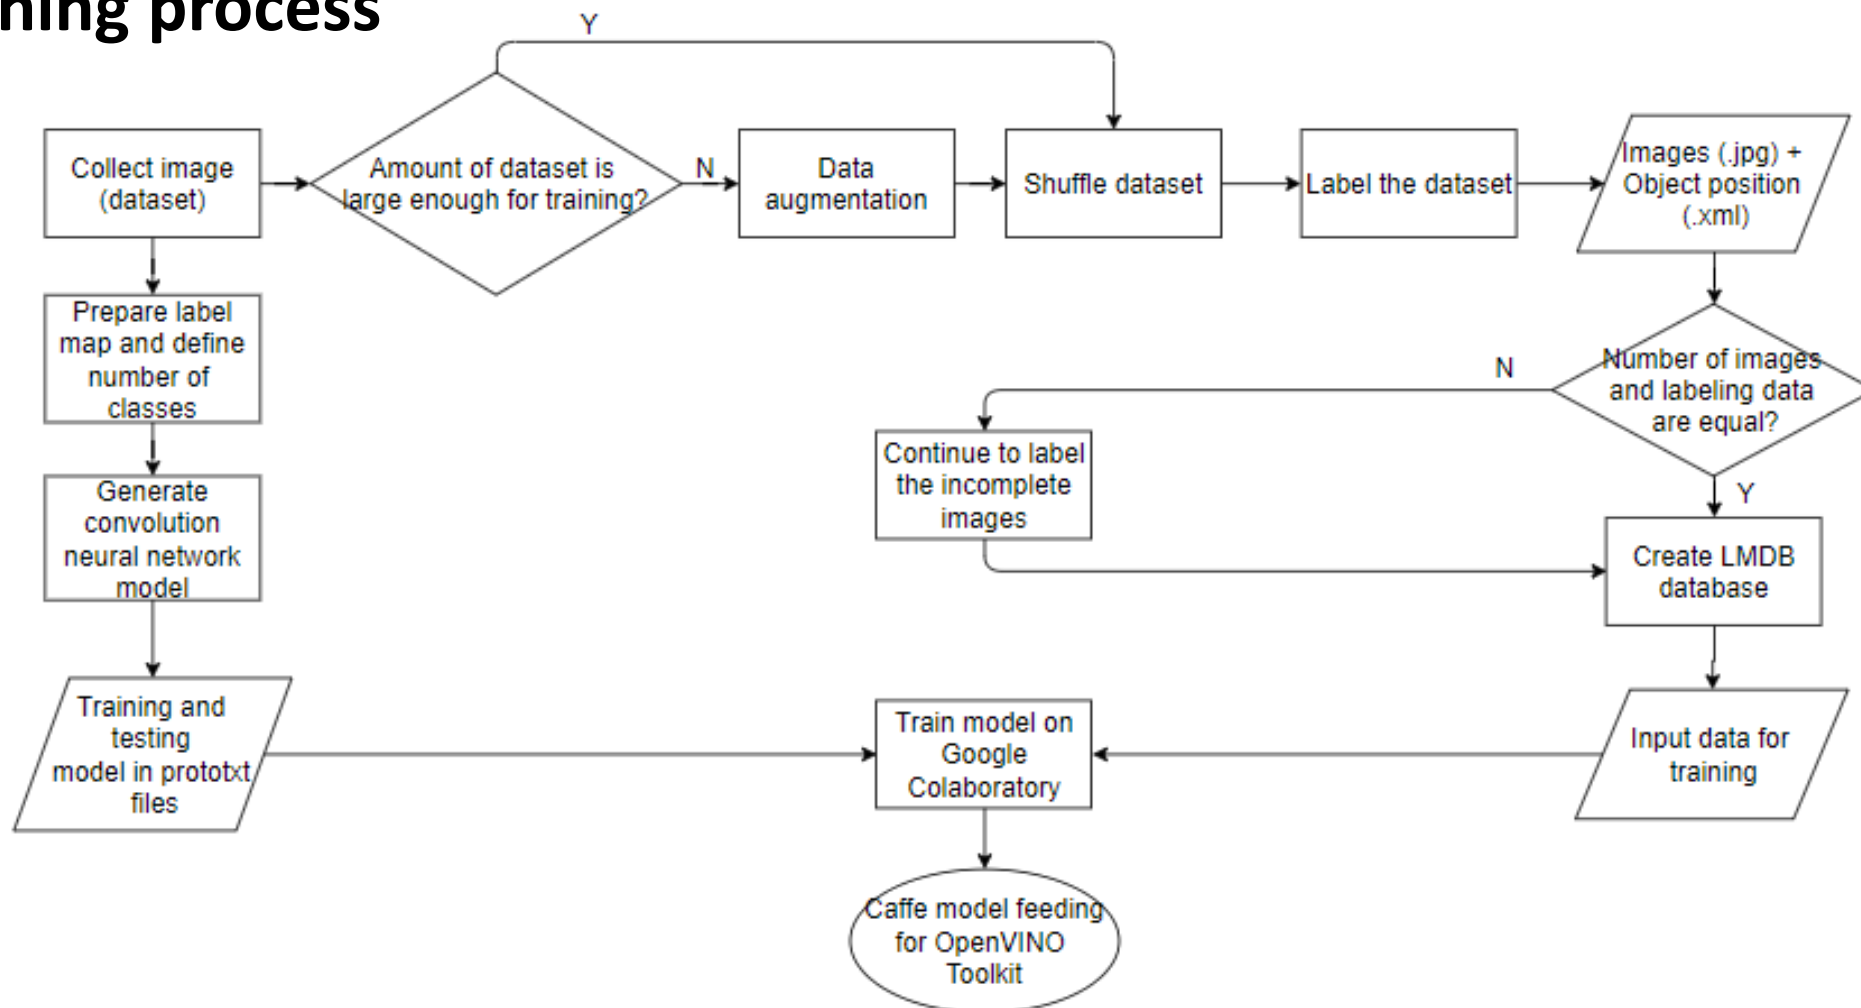 ning process
Y
Collect image
(dataset)
Amount of dataset is
large enough for training?
N
Data
augmentation
Shuffle dataset
Label the dataset
Images (.jpg) +
Object position
(.xml)
Prepare label
map and define
number of
classes
Number of images
and labeling data
are equal?
N
Y
Continue to label
the incomplete
images
Generate
convolution
neural network
model
Create LMDB
database
Training and
testing
model in prototxt
files
Train model on
Google
Colaboratory
Input data for
training
Caffe model feeding
for OpenVINO
Toolkit